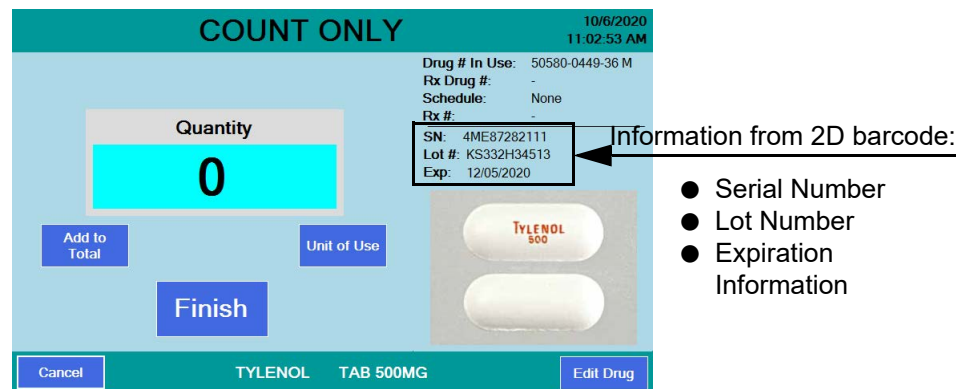 COUNT ONLY
10/6/2020
11:02:53 AM
Drug # In Use: 50580-0449-36 M
Rx Drug #: -
Schedule: None
Rx #: -
SN: 4ME87282111
Lot #: KS332H34513
Exp: 12/05/2020
Information from 2D barcode:
● Serial Number
● Lot Number
● Expiration
Information
Quantity
0
Add to
Total
Unit of Use
Finish
TYLENOL
500
Cancel
TYLENOL TAB 500MG
Edit Drug